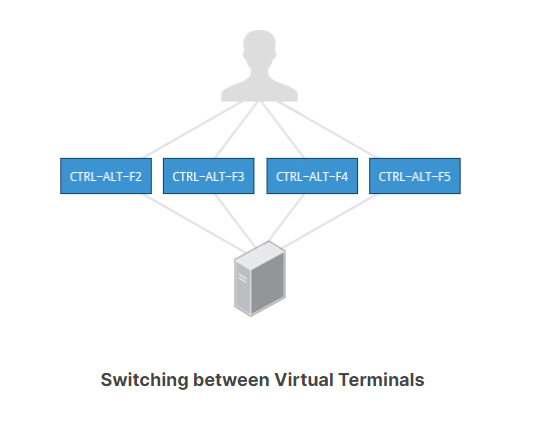 CTRL-ALT-F2 CTRL-ALT-F3 CTRL-ALT-F4 CTRL-ALT-F5
Switching between Virtual Terminals